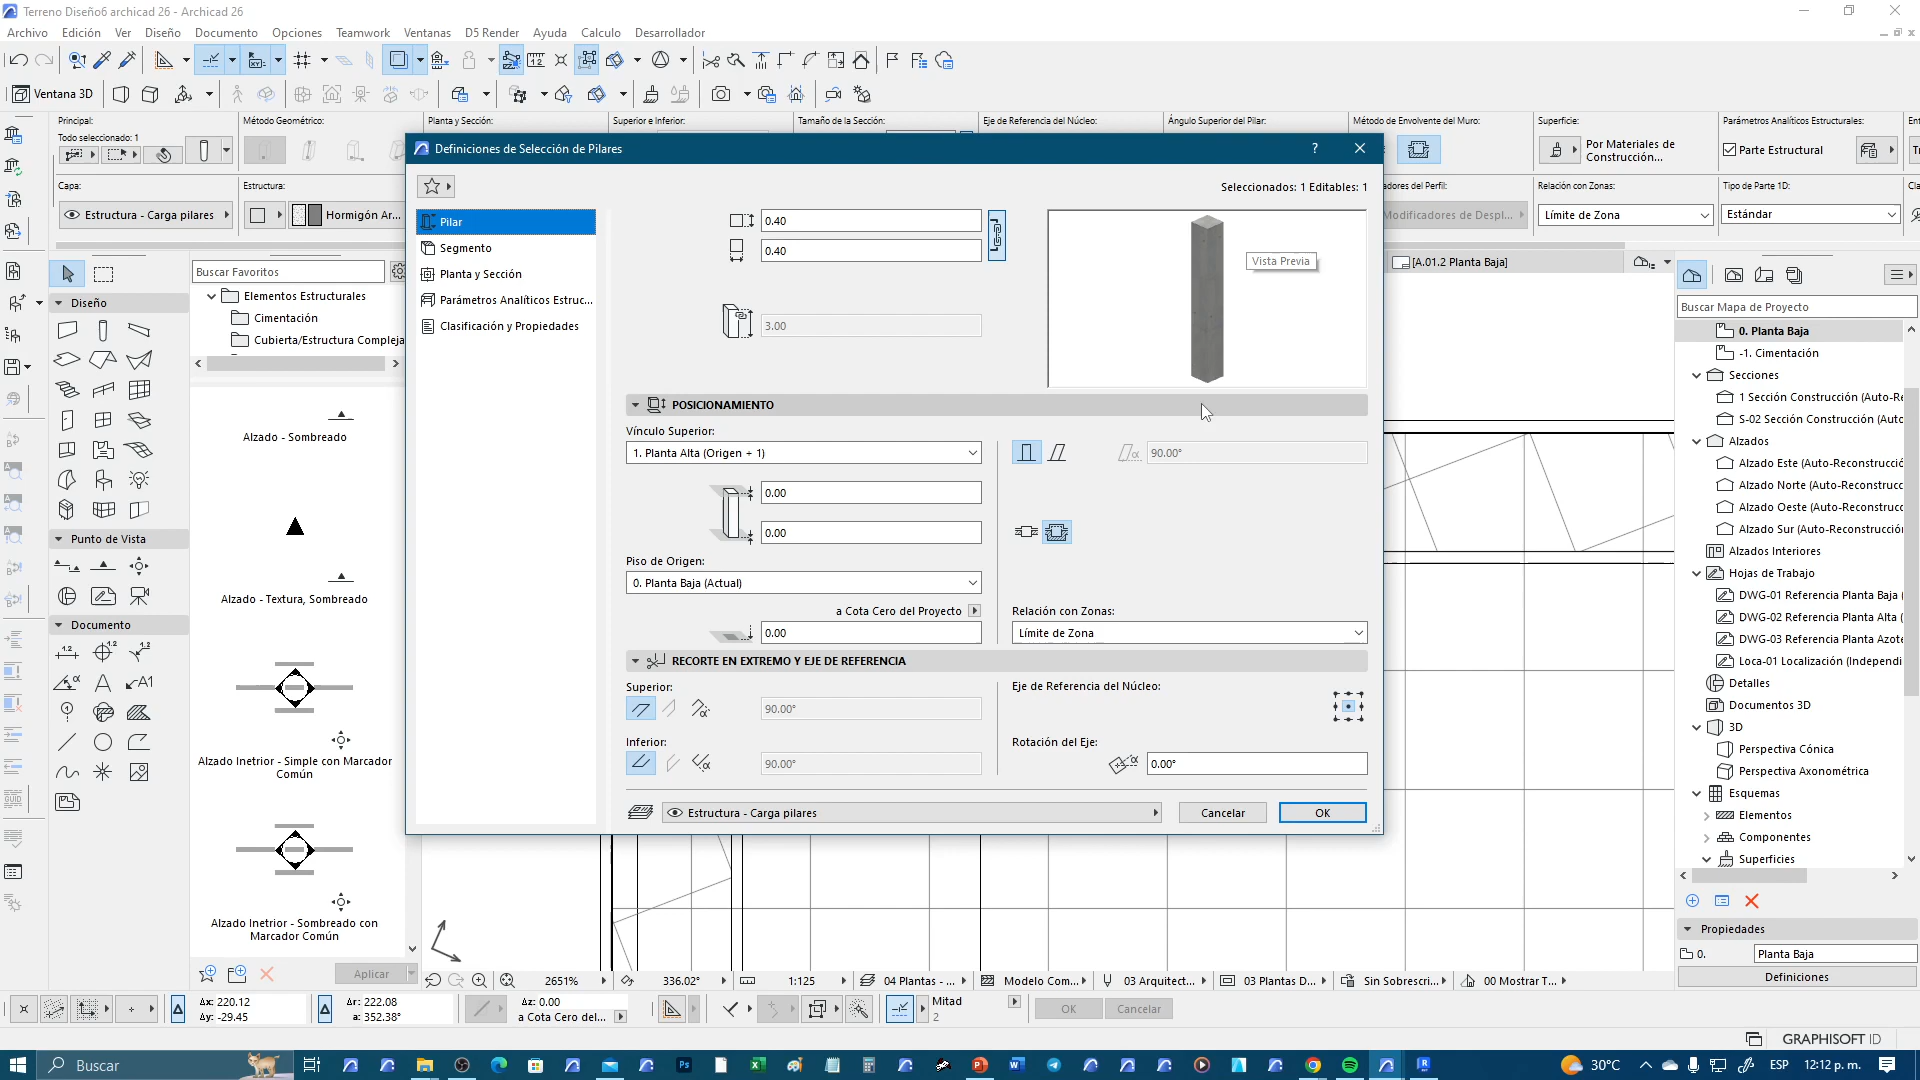 Terreno Diseño6 archicad 26 - Archicad 26
Archivo Edición Ver Diseño Documento Opciones Teamwork Ventanas D5 Render Ayuda Calculo Desarrollador
Ventana 3D
Principal:
Todo seleccionado: 1
Método Geométrico:
Planta y Sección:
Superior e Inferior:
Tamaño de la Sección:
Eje de Referencia del Núcleo:
Ángulo Superior del Pilar:
Método de Envolvente del Muro:
Superficie:
Por Materiales de Construcción...
Parámetros Analíticos Estructurales:
Parte Estructural
Capa:
Estructura - Carga pilares
Estructura:
Hormigón Ar...
Relación con Zonas:
Límite de Zona
Tipo de Parte 1D:
Estándar
Definiciones de Selección de Pilares
Seleccionados: 1 Editables: 1
Pilar
Segmento
Planta y Sección
Parámetros Analíticos Estruc...
Clasificación y Propiedades
0.40
0.40
3.00
Vista Previa
POSICIONAMIENTO
Vínculo Superior:
1. Planta Alta (Origen + 1)
0.00
0.00
90.00°
Piso de Origen:
0. Planta Baja (Actual)
a Cota Cero del Proyecto
0.00
Relación con Zonas:
Límite de Zona
RECORTE EN EXTREMO Y EJE DE REFERENCIA
Superior:
90.00°
Inferior:
90.00°
Eje de Referencia del Núcleo:
Rotación del Eje:
0.00°
Estructura - Carga pilares
Cancelar
OK
Buscar Favoritos
Elementos Estructurales
Cimentación
Cubierta/Estructura Compleja
Diseño
Punto de Vista
Documento
Alzado - Sombreado
Alzado - Textura, Sombreado
Alzado Inetrior - Simple con Marcador Común
Alzado Inetrior - Sombreado con Marcador Común
Aplicar
[A.01.2 Planta Baja]
Buscar Mapa de Proyecto
0. Planta Baja
-1. Cimentación
Secciones
1 Sección Construcción (Auto-Re
S-02 Sección Construcción (Auto
Alzados
Alzado Este (Auto-Reconstrucció
Alzado Norte (Auto-Reconstrucc
Alzado Oeste (Auto-Reconstrucc
Alzado Sur (Auto-Reconstrucció
Alzados Interiores
Hojas de Trabajo
DWG-01 Referencia Planta Baja (
DWG-02 Referencia Planta Alta (
DWG-03 Referencia Planta Azote
Loca-01 Localización (Independi
Detalles
Documentos 3D
3D
Perspectiva Cónica
Perspectiva Axonométrica
Esquemas
Elementos
Componentes
Superficies
Propiedades
0. Planta Baja
Definiciones
2651% 336.02° 1:125 04 Plantas - ... Modelo Com... 03 Arquitect... 03 Plantas D... Sin Sobrescri... 00 Mostrar T...
Δx: 220.12
Δy: -29.45
Δr: 222.08
a: 352.38°
Δz: 0.00
a Cota Cero del...
Mitad
2
OK
Cancelar
GRAPHISOFT ID
Buscar
30°C
ESP
12:12 p. m.